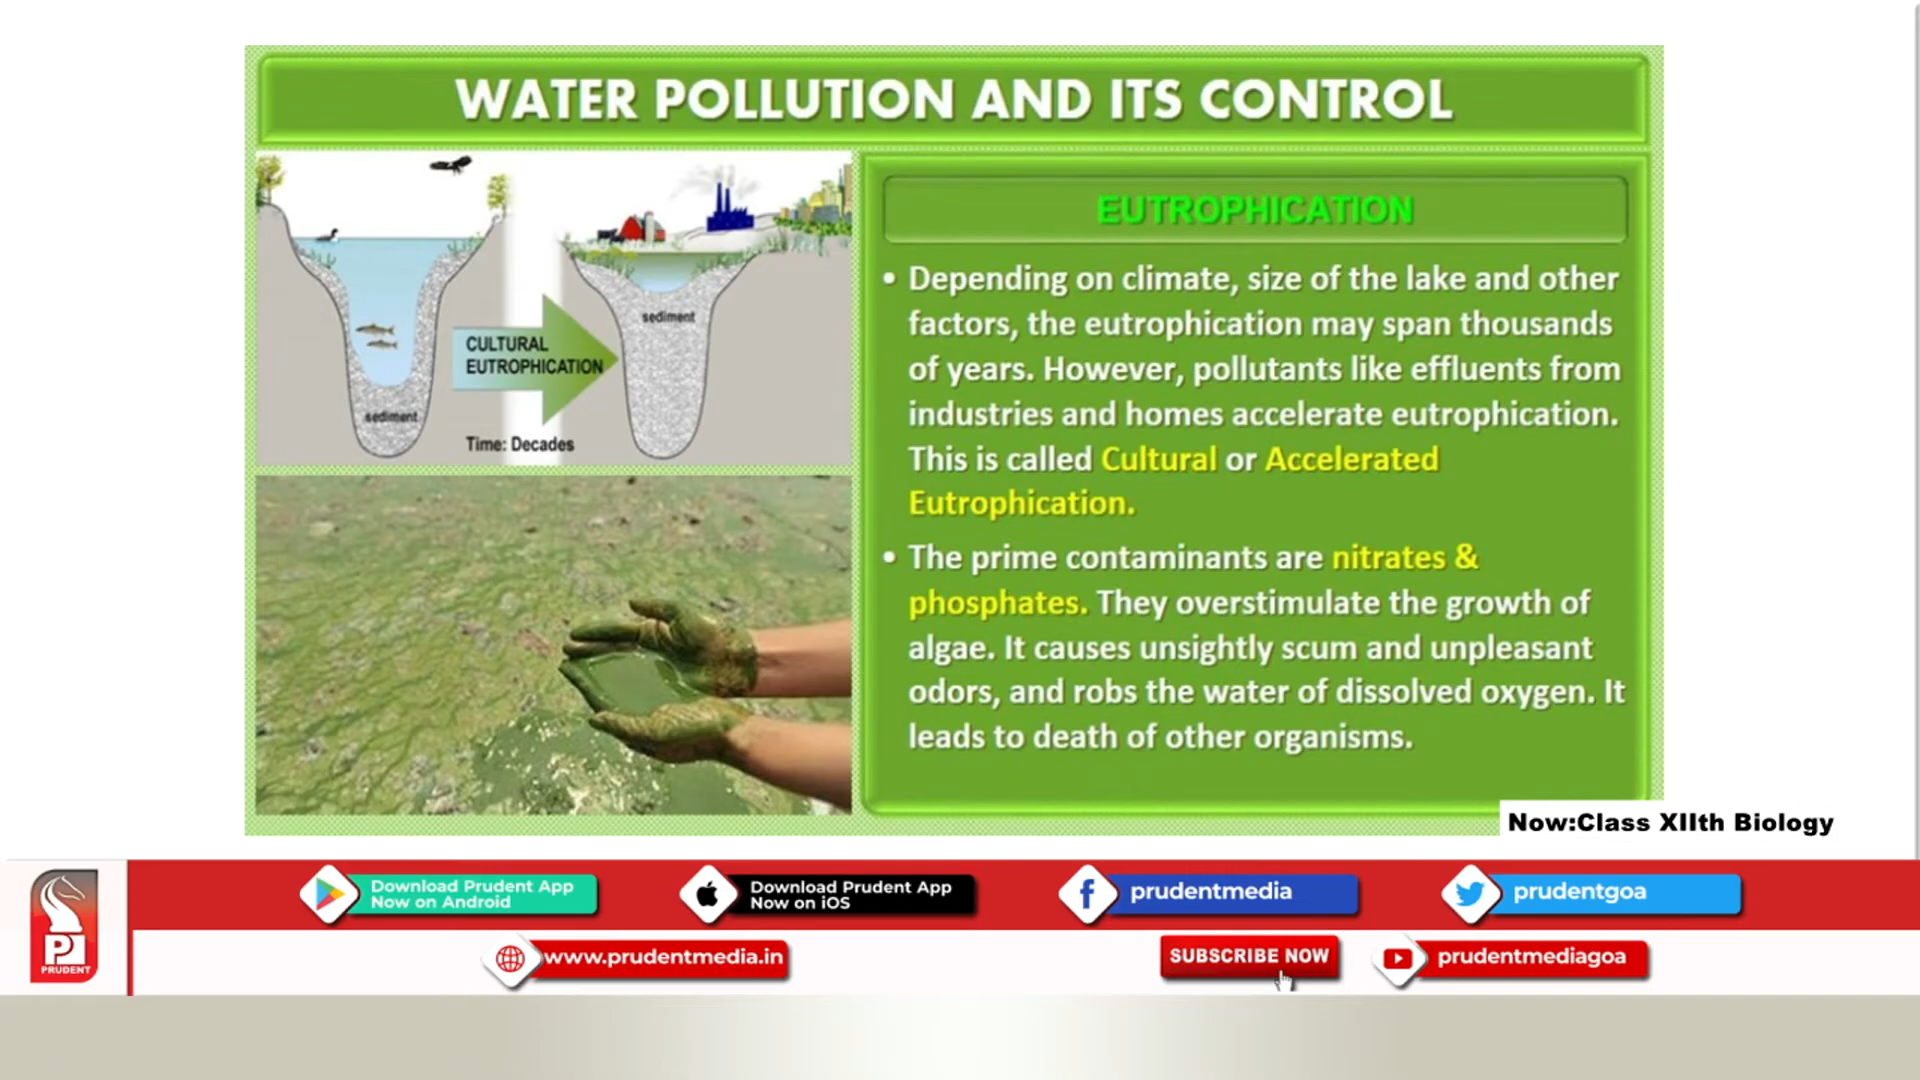 WATER POLLUTION AND ITS CONTROL
sediment
CULTURAL
EUTROPHICATION
sediment
Time: Decades
EUTROPHICATION
• Depending on climate, size of the lake and other
factors, the eutrophication may span thousands
of years. However, pollutants like effluents from
industries and homes accelerate eutrophication.
This is called Cultural or Accelerated
Eutrophication.
• The prime contaminants are nitrates &
phosphates. They overstimulate the growth of
algae. It causes unsightly scum and unpleasant
odors, and robs the water of dissolved oxygen. It
leads to death of other organisms.
Now:Class XIIth Biology
PRUDENT
Download Prudent App
Now on Android
Download Prudent App
Now on iOS
prudentmedia
prudentgoa
www.prudentmedia.in
SUBSCRIBE NOW
prudentmediagoa